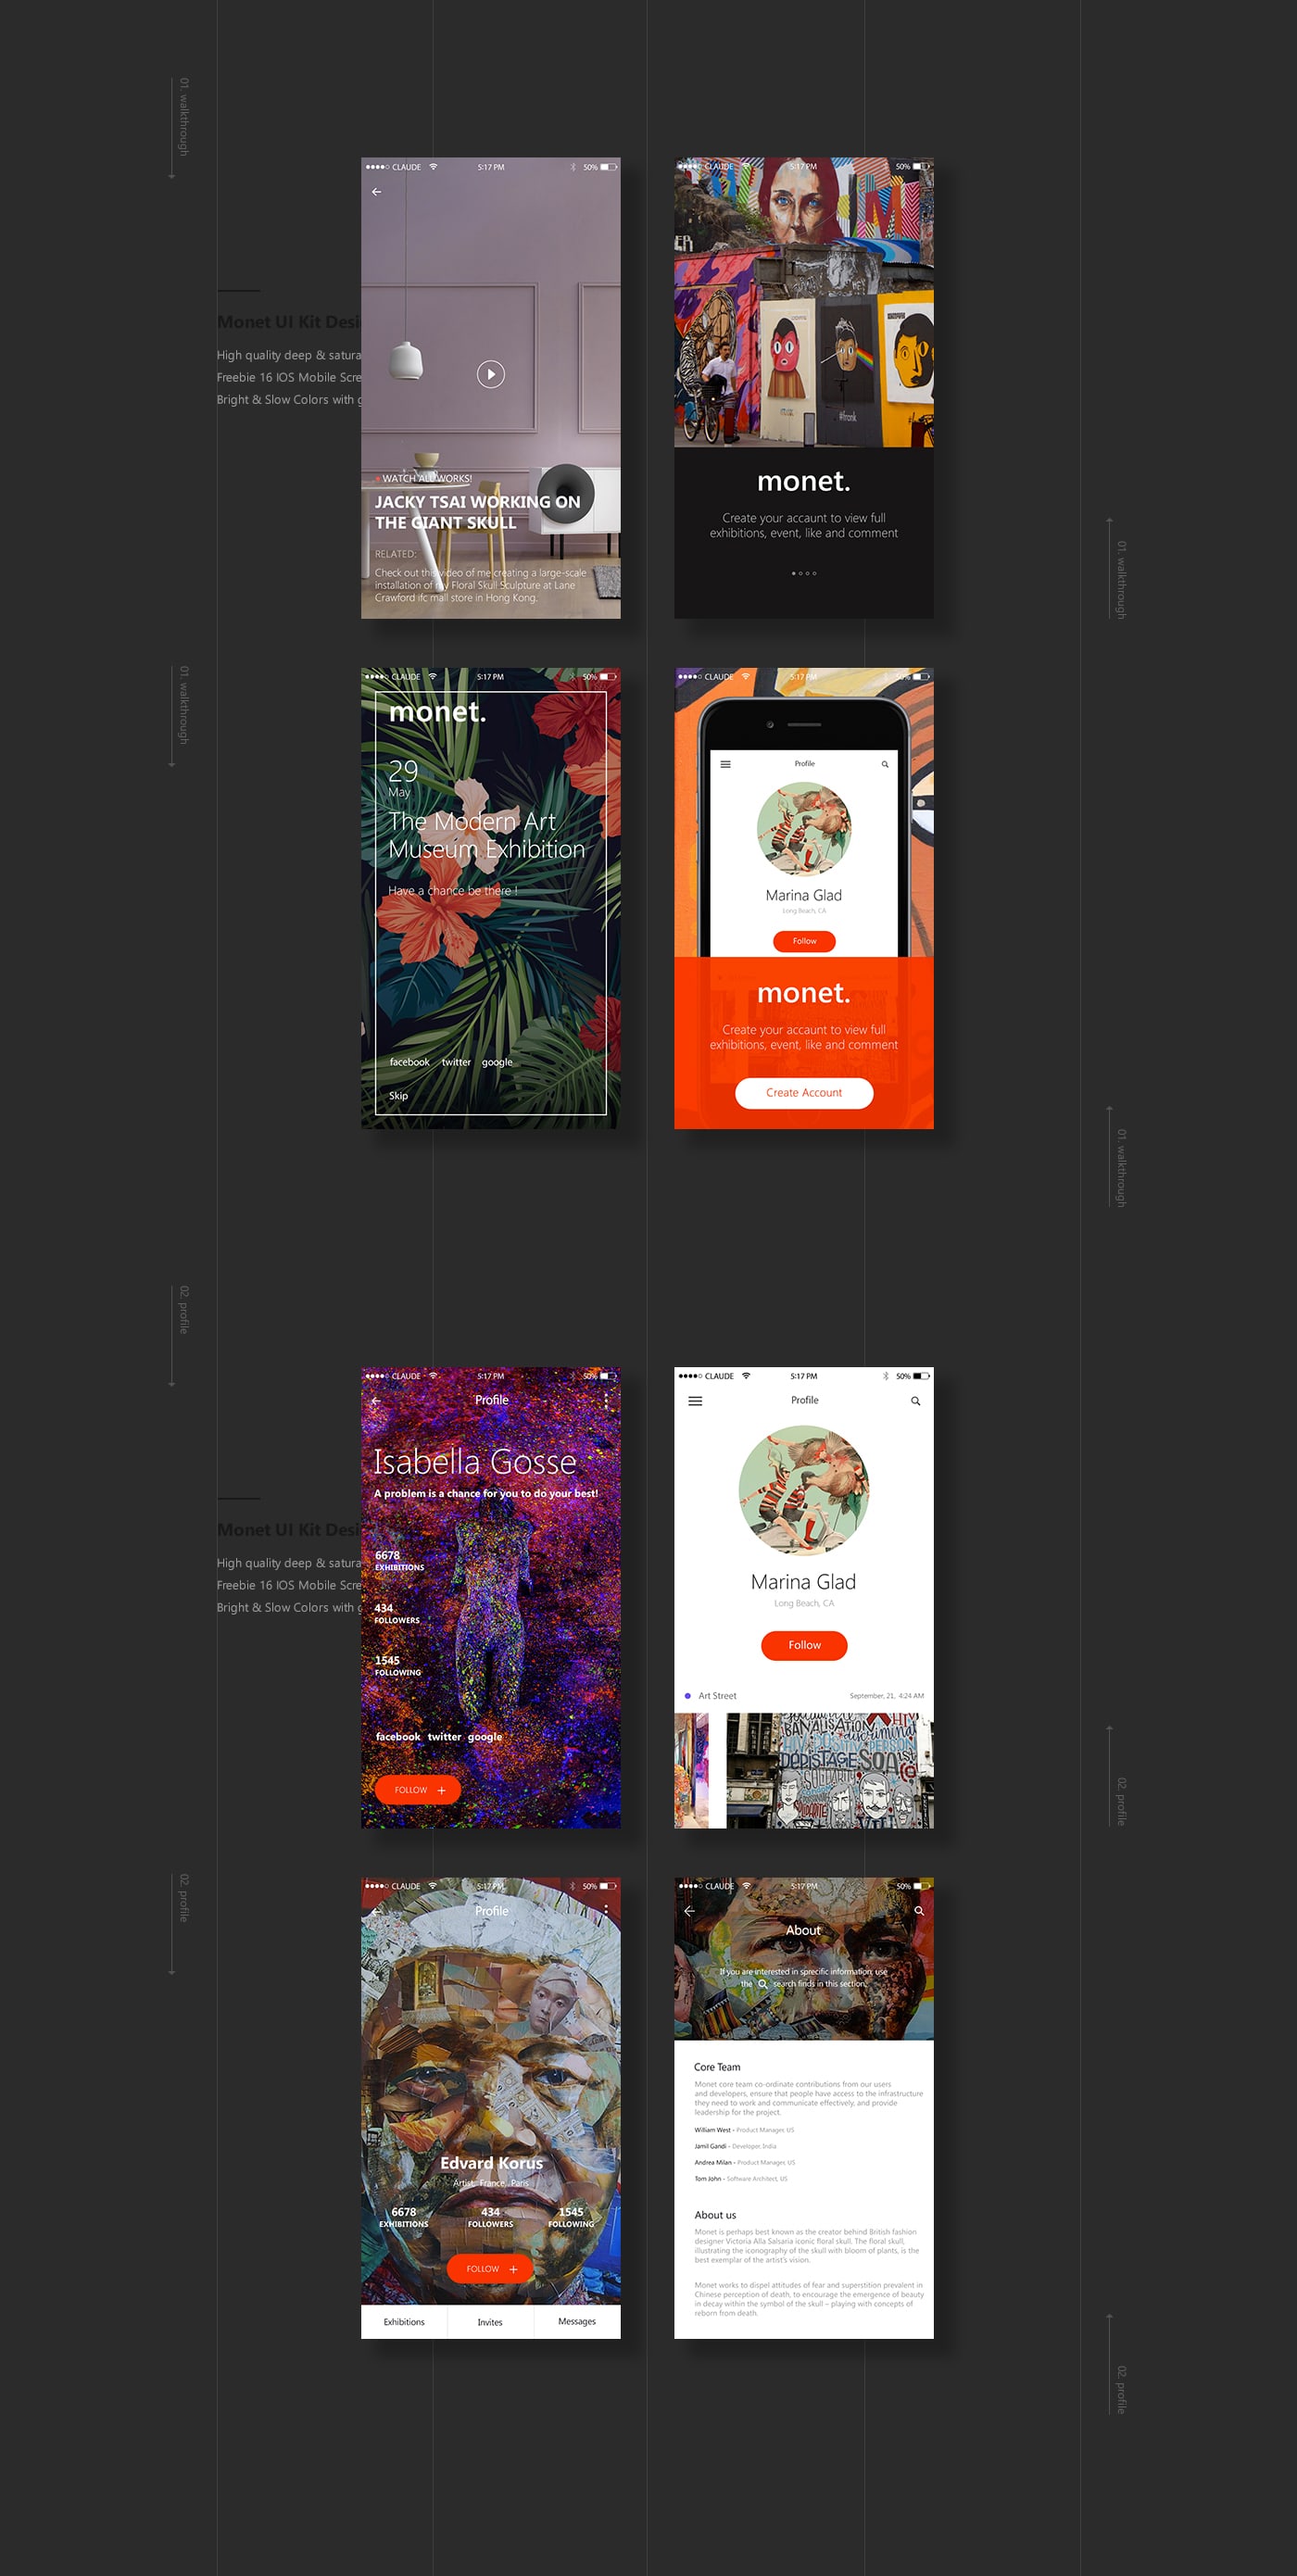 01. walkthrough
Monet UI Kit Desi
High quality deep & satura
Freebie 16 IOS Mobile Scre
Bright & Slow Colors with g
CLAUDE 5:17 PM 50%
WATCH ALL WORKS!
JACKY TSAI WORKING ON
THE GIANT SKULL
RELATED:
Check out this video of me creating a large-scale
installation of my Floral Skull Sculpture at Lane
Crawford ifc mall store in Hong Kong.
CLAUDE 5:17 PM 50%
#frank
monet.
Create your accaunt to view full
exhibitions, event, like and comment
01. walkthrough
01. walkthrough
CLAUDE 5:17 PM 50%
monet.
29
May
The Modern Art
Museum Exhibition
Have a chance be there !
facebook twitter google
Skip
CLAUDE 5:17 PM 50%
Profile
Marina Glad
Long Beach, CA
Follow
monet.
Create your accaunt to view full
exhibitions, event, like and comment
Create Account
01. walkthrough
02. profile
Monet UI Kit Desi
High quality deep & satura
Freebie 16 IOS Mobile Scre
Bright & Slow Colors with g
CLAUDE 5:17 PM 50%
Profile
Isabella Gosse
A problem is a chance for you to do your best!
6678
EXHIBITIONS
434
FOLLOWERS
1545
FOLLOWING
facebook twitter google
FOLLOW +
CLAUDE 5:17 PM 50%
Profile
Marina Glad
Long Beach, CA
Follow
Art Street September, 21, 4:24 AM
BANALISATION
DEPISTAGE
02. profile
02. profile
CLAUDE 5:17 PM 50%
Profile
Edvard Korus
Artist, France, Paris
6678 434 1545
EXHIBITIONS FOLLOWERS FOLLOWING
FOLLOW +
Exhibitions Invites Messages
CLAUDE 5:17 PM 50%
About
If you are interested in sprecific information, use
the search finds in this section.
Core Team
Monet core team co-ordinate contributions from our users
and developers, ensure that people have access to the infrastructure
they need to work and communicate effectively, and provide
leadership for the project.
William West - Product Manager, US
Jamil Gandi - Developer, India
Andrea Milan - Product Manager, US
Tom John - Software Architect, US
About us
Monet is perhaps best known as the creator behind British fashion
designer Victoria Alla Salsaria iconic floral skull. The floral skull,
illustrating the iconography of the skull with bloom of plants, is the
best exemplar of the artist's vision.
Monet works to dispel attitudes of fear and superstition prevalent in
Chinese perception of death, to encourage the emergence of beauty
in decay within the symbol of the skull – playing with concepts of
reborn from death.
02. profile